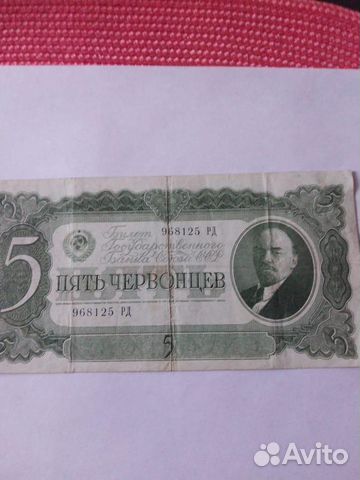 Билет 968125 РД
Государственного
Банка Союза ССР
5 ПЯТЬ ЧЕРВОНЦЕВ
968125 РД
5
Avito